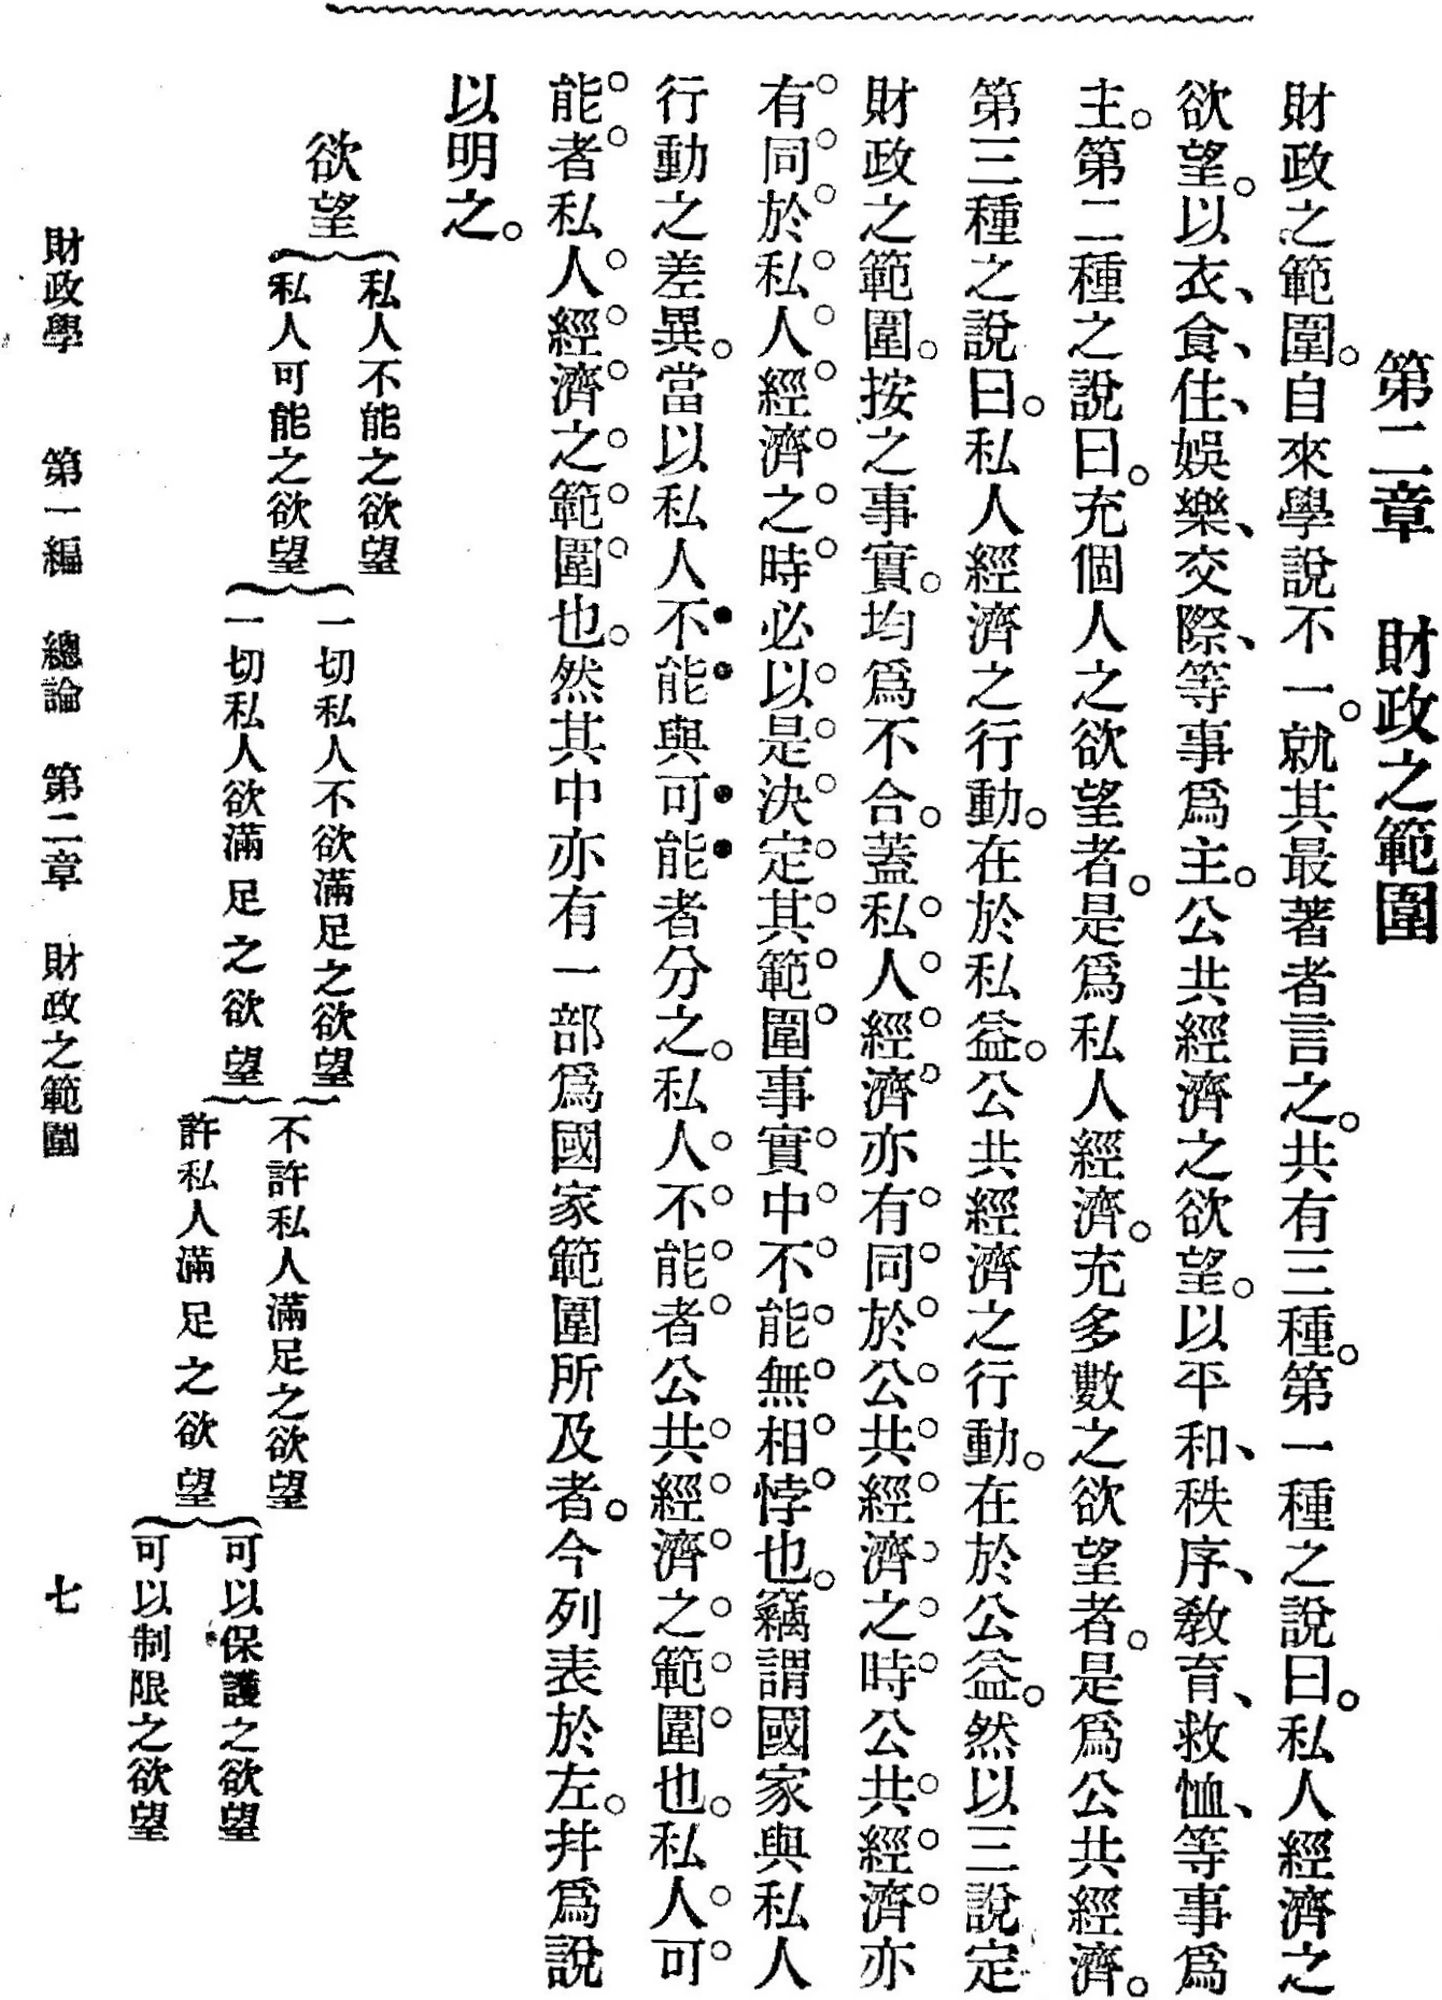 第二章　財政之範圍
財政之範圍。自來學說不一。就其最著者言之。共有三種。第一種之說曰。私人經濟之
欲望。以衣、食、住、娛樂、交際、等事爲主。公共經濟之欲望。以平和、秩序、教育、救恤、等事爲
主。第二種之說曰。充個人之欲望者。是爲私人經濟。充多數之欲望者。是爲公共經濟。
第三種之說曰。私人經濟之行動。在於私益。公共經濟之行動。在於公益。然以三說定
財政之範圍。按之事實。均爲不合。蓋私人經濟亦有同於公共經濟之時公共經濟亦
有同於私人經濟之時必以是決定其範圍事實中不能無相悖也。竊謂國家與私人
行動之差異。當以私人不能與可能者分之。私人不能者公共經濟之範圍也。私人可
能者私人經濟之範圍也。然其中亦有一部爲國家範圍所及者。今列表於左。幷爲說
以明之。
欲望
私人不能之欲望
私人可能之欲望
一切私人不欲滿足之欲望
一切私人欲滿足之欲望
不許私人滿足之欲望
許私人滿足之欲望
可以保護之欲望
可以制限之欲望
財政學　第一編　總論　第二章　財政之範圍　七